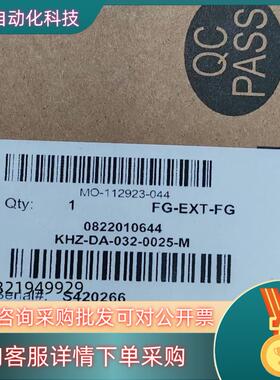 自动化科技
QC
PASS
MO-112923-044
Qty: 1 FG-EXT-FG
0822010644
KHZ-DA-032-0025-M
821949929
Serial#: S420266
咨询采购批发可对公开票
客服详情下单采购